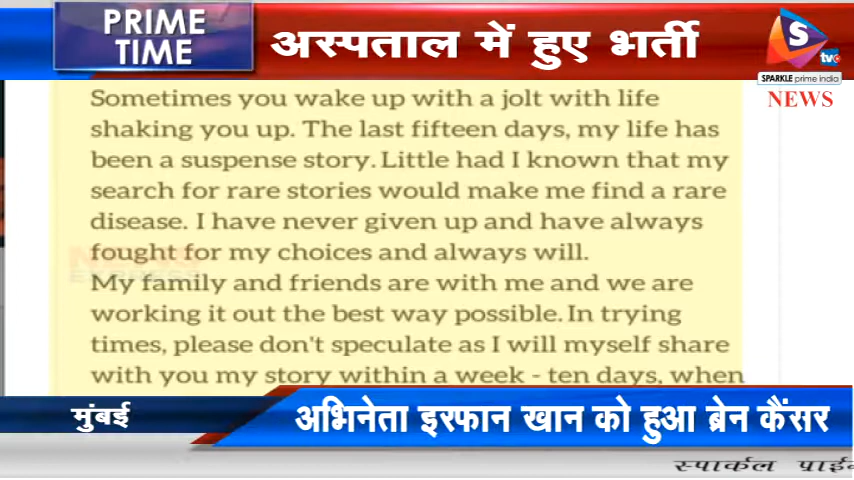 PRIME
TIME
अस्पताल में हुए भर्ती
S
tv
SPARKLE prime India
NEWS
Sometimes you wake up with a jolt with life
shaking you up. The last fifteen days, my life has
been a suspense story. Little had I known that my
search for rare stories would make me find a rare
disease. I have never given up and have always
fought for my choices and always will.
NEWS
EXPRESS
My family and friends are with me and we are
working it out the best way possible. In trying
times, please don't speculate as I will myself share
with you my story within a week - ten days, when
मुंबई
अभिनेता इरफान खान को हुआ ब्रेन कैंसर
स्पार्कल प्राईम